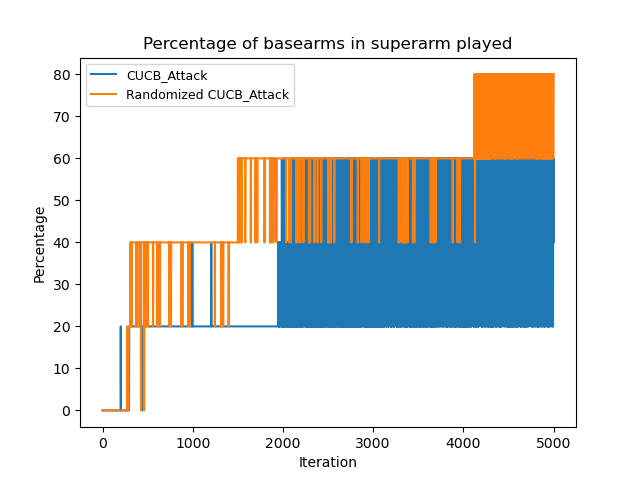 Percentage of basearms in superarm played
CUCB_Attack
Randomized CUCB_Attack
80
70
60
50
40
30
20
10
0
Percentage
0 1000 2000 3000 4000 5000
Iteration